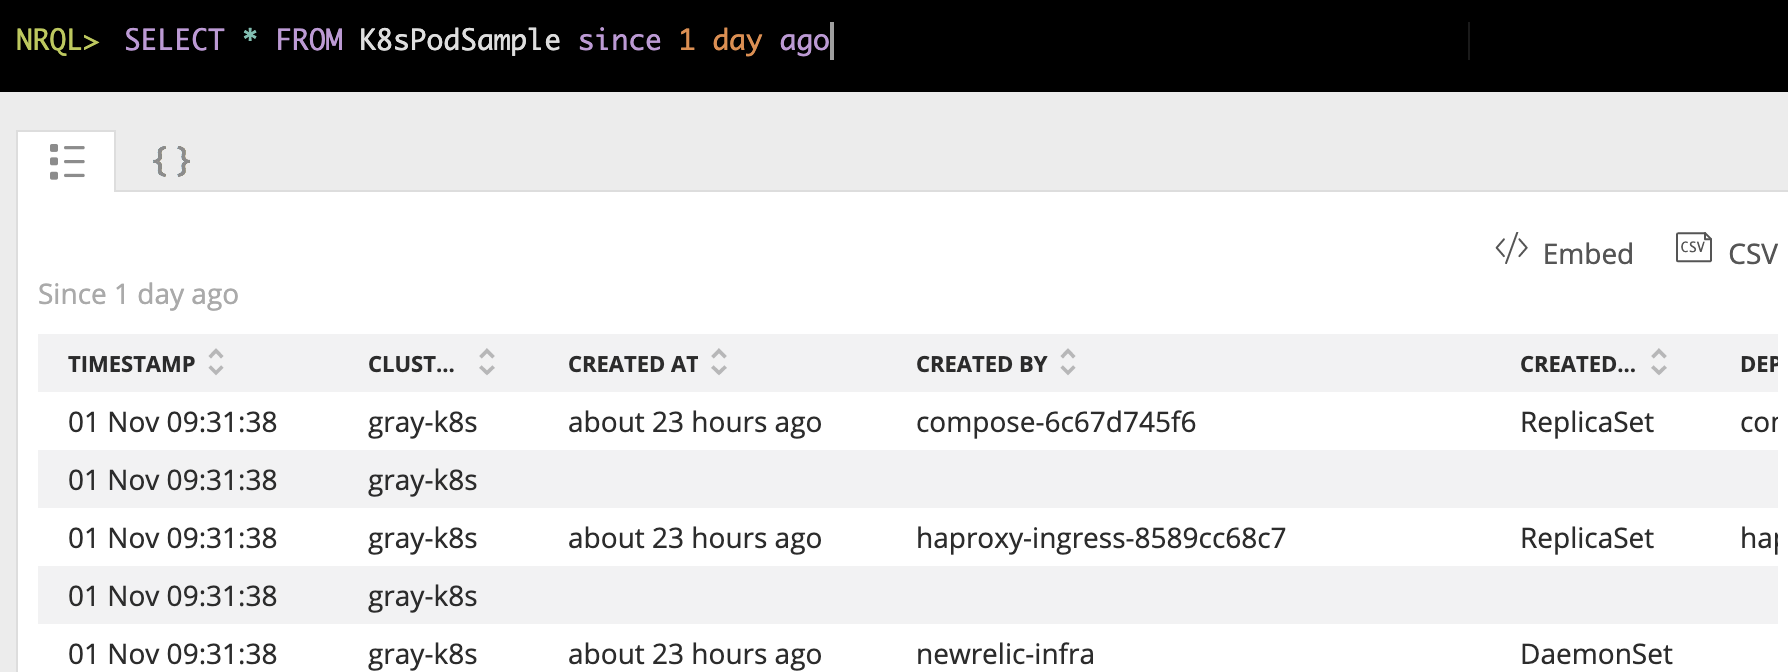 NRQL> SELECT * FROM K8sPodSample since 1 day ago
{ }
</> Embed CSV CSV
Since 1 day ago
TIMESTAMP CLUST... CREATED AT CREATED BY CREATED... DEP
01 Nov 09:31:38 gray-k8s about 23 hours ago compose-6c67d745f6 ReplicaSet
01 Nov 09:31:38 gray-k8s
01 Nov 09:31:38 gray-k8s about 23 hours ago haproxy-ingress-8589cc68c7 ReplicaSet
01 Nov 09:31:38 gray-k8s
01 Nov 09:31:38 gray-k8s about 23 hours ago newrelic-infra DaemonSet